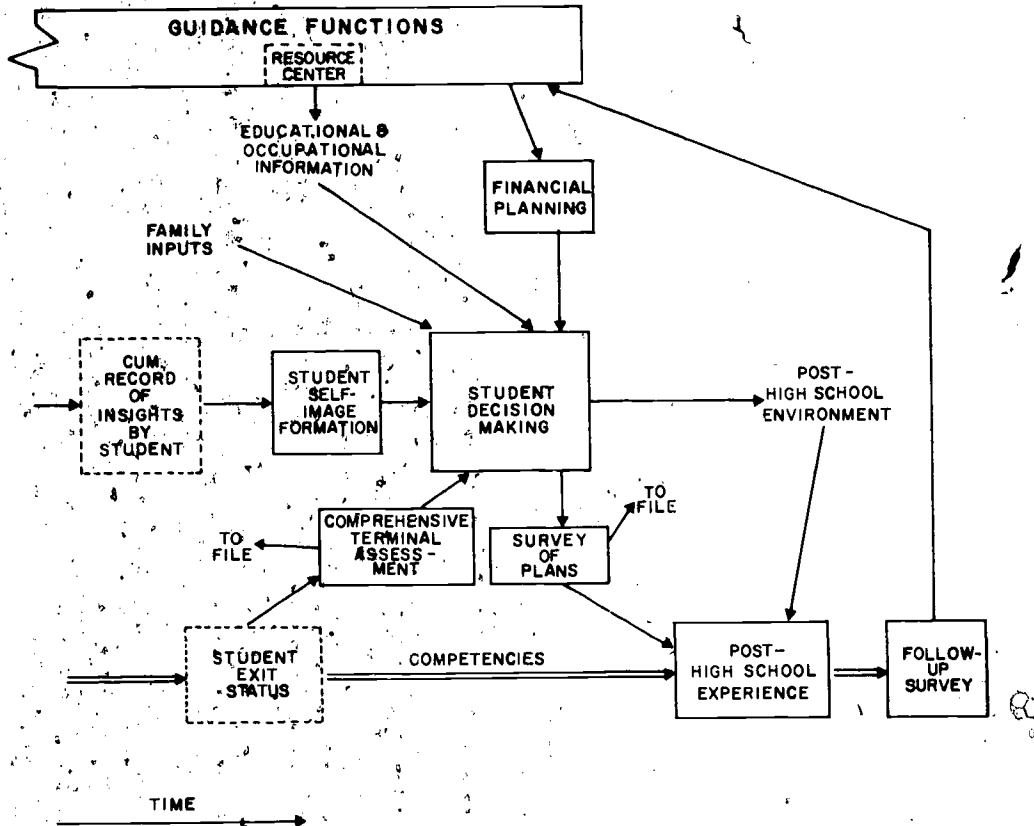 GUIDANCE FUNCTIONS
RESOURCE
CENTER
EDUCATIONAL &
OCCUPATIONAL
INFORMATION
FINANCIAL
PLANNING
FAMILY
INPUTS
CUM.
RECORD
OF
INSIGHTS
BY
STUDENT
STUDENT
SELF-
IMAGE
FORMATION
STUDENT
DECISION
MAKING
POST-
HIGH SCHOOL
ENVIRONMENT
TO
FILE
COMPREHENSIVE
TERMINAL
ASSESS-
MENT
SURVEY
OF
PLANS
TO
FILE
STUDENT
EXIT
STATUS
COMPETENCIES
POST-
HIGH SCHOOL
EXPERIENCE
FOLLOW-
UP
SURVEY
TIME